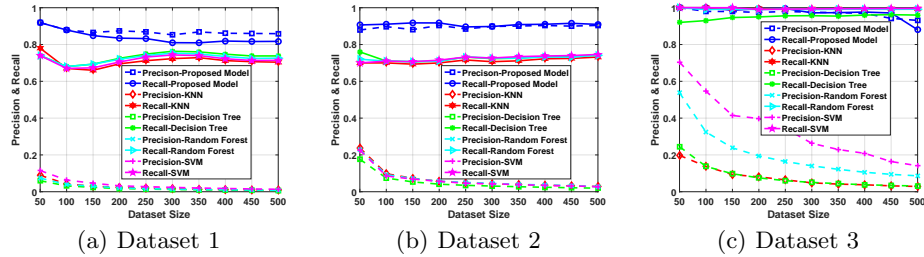 Precision & Recall
1
0.8
0.6
0.4
0.2
0
50 100 150 200 250 300 350 400 450 500
Dataset Size
Precision-Proposed Model
Recall-Proposed Model
Precision-KNN
Recall-KNN
Precision-Decision Tree
Recall-Decision Tree
Precision-Random Forest
Recall-Random Forest
Precision-SVM
Recall-SVM
(a) Dataset 1
Precision & Recall
1
0.8
0.6
0.4
0.2
0
50 100 150 200 250 300 350 400 450 500
Dataset Size
Precision-Proposed Model
Recall-Proposed Model
Precision-KNN
Recall-KNN
Precision-Decision Tree
Recall-Decision Tree
Precision-Random Forest
Recall-Random Forest
Precision-SVM
Recall-SVM
(b) Dataset 2
Precision & Recall
1
0.8
0.6
0.4
0.2
0
50 100 150 200 250 300 350 400 450 500
Dataset Size
Precision-Proposed Model
Recall-Proposed Model
Precision-KNN
Recall-KNN
Precision-Decision Tree
Recall-Decision Tree
Precision-Random Forest
Recall-Random Forest
Precision-SVM
Recall-SVM
(c) Dataset 3